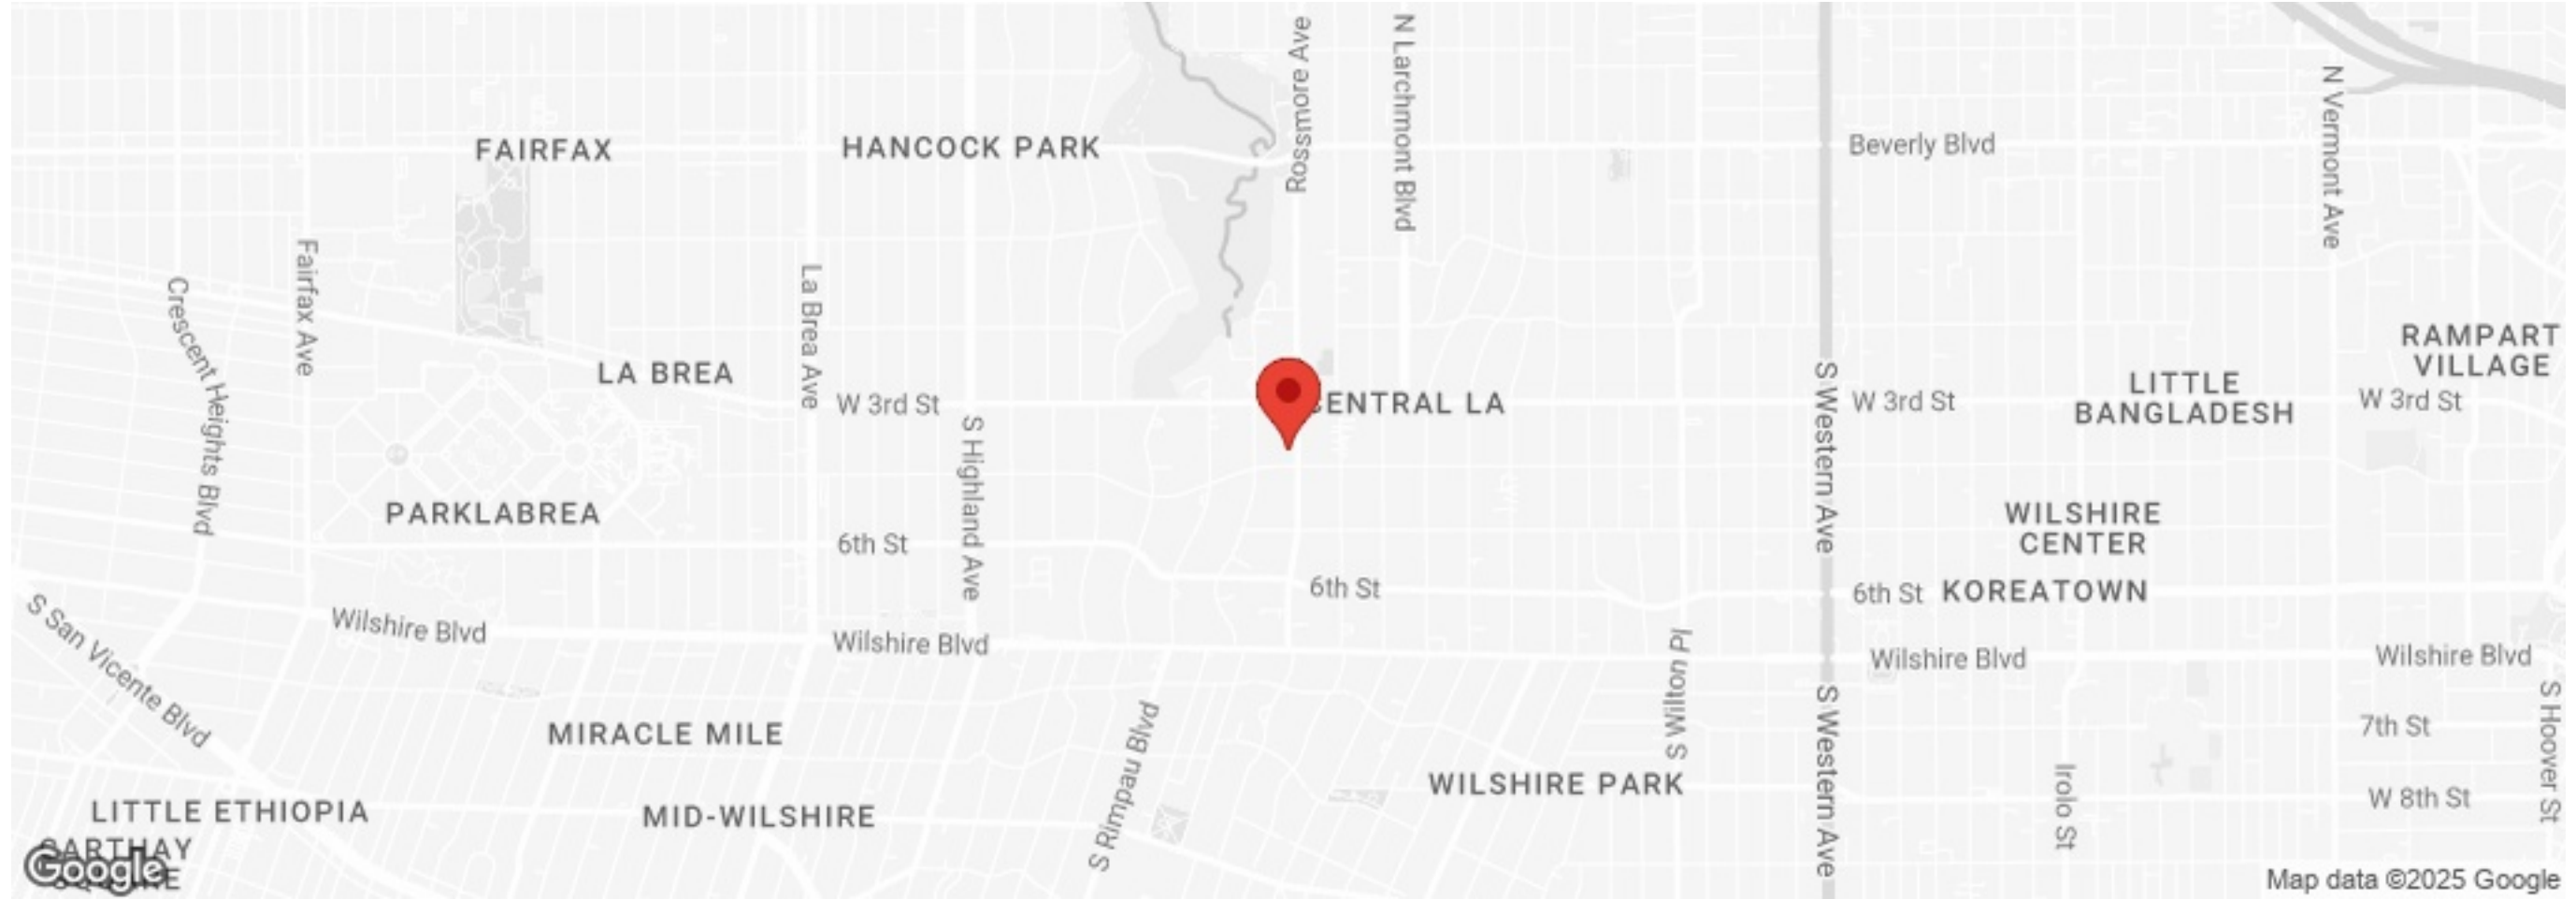 Rossmore Ave
N Larchmont Blvd
N Vermont Ave
FAIRFAX
HANCOCK PARK
Beverly Blvd
Fairfax Ave
Crescent Heights Blvd
La Brea Ave
LA BREA
W 3rd St
S Highland Ave
CENTRAL LA
S Western Ave
W 3rd St
LITTLE
BANGLADESH
RAMPART
VILLAGE
W 3rd St
PARKLABREA
WILSHIRE
CENTER
6th St
6th St
6th St
KOREATOWN
S San Vicente Blvd
Wilshire Blvd
Wilshire Blvd
S Wilton Pl
Wilshire Blvd
Wilshire Blvd
S Hoover St
S Rimpau Blvd
MIRACLE MILE
S Western Ave
7th St
WILSHIRE PARK
Irolo St
W 8th St
LITTLE ETHIOPIA
MID-WILSHIRE
CARTHAY
Google
Map data ©2025 Google